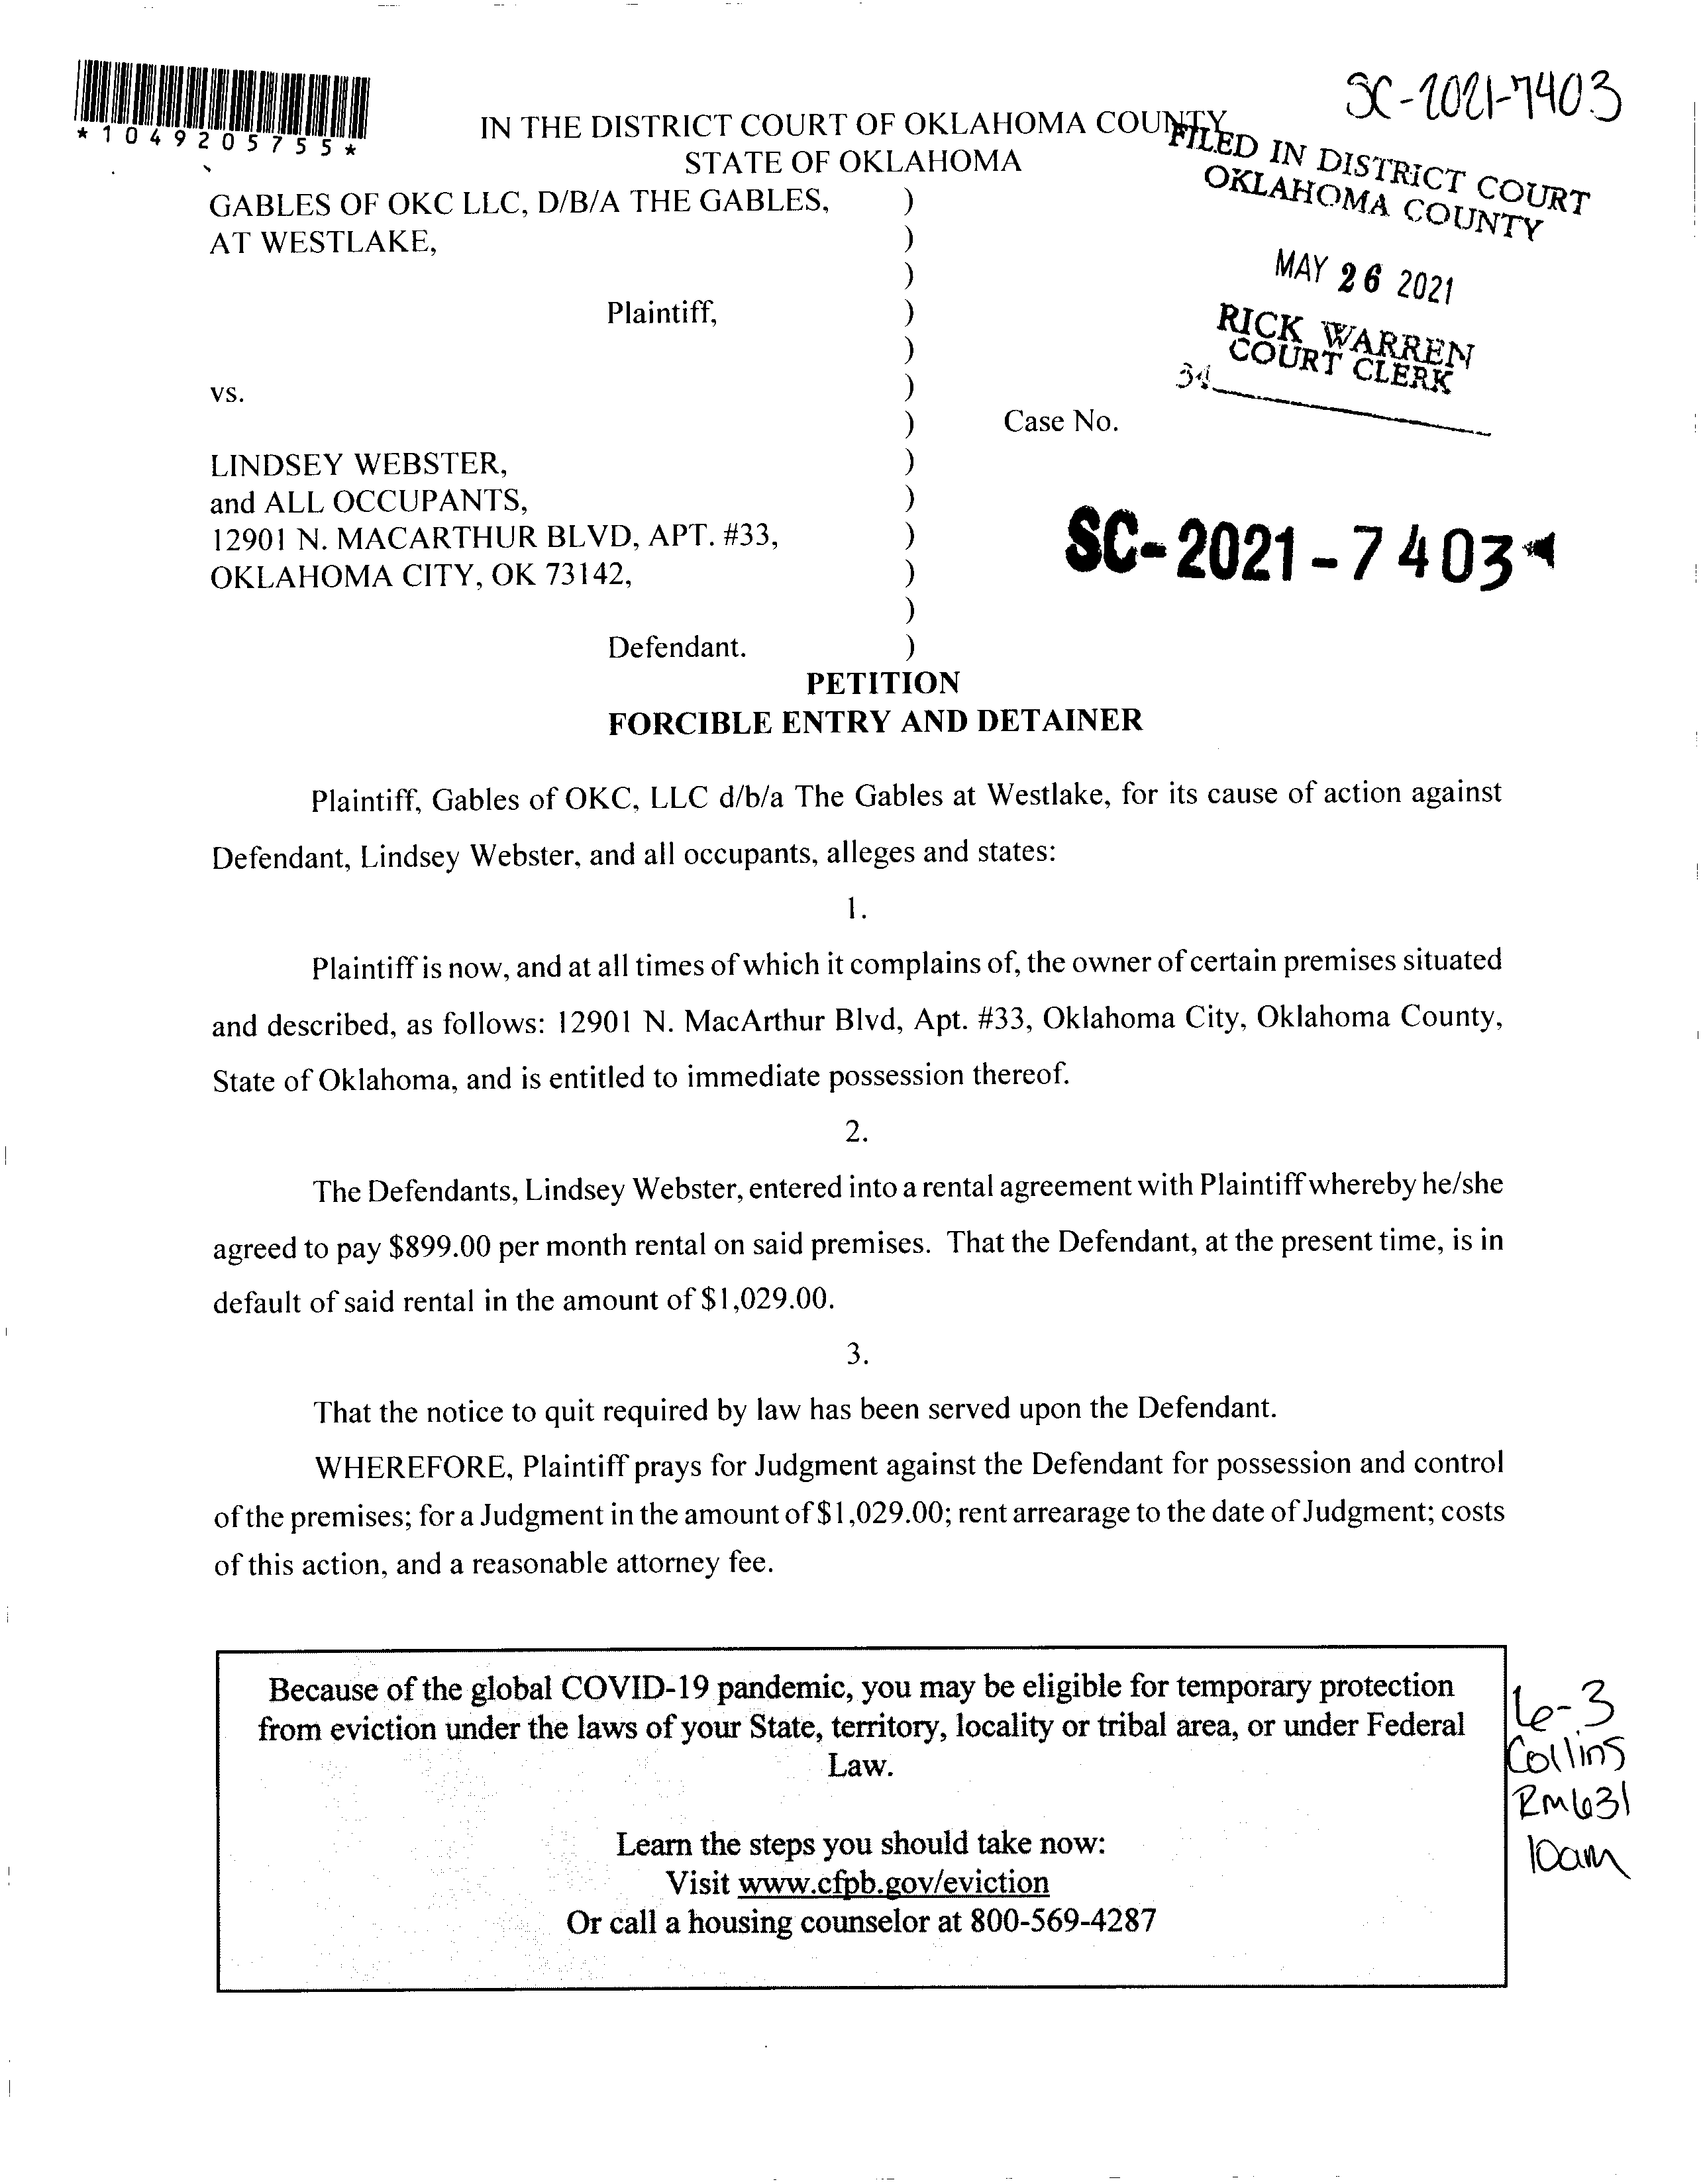 SC-2021-7403
*1049205755*
IN THE DISTRICT COURT OF OKLAHOMA COUNTY
STATE OF OKLAHOMA
FILED IN DISTRICT COURT
OKLAHOMA COUNTY
MAY 26 2021
RICK WARREN
COURT CLERK
34
GABLES OF OKC LLC, D/B/A THE GABLES, )
AT WESTLAKE, )
)
Plaintiff, )
)
vs. )
) Case No.
LINDSEY WEBSTER, )
and ALL OCCUPANTS, )
12901 N. MACARTHUR BLVD, APT. #33, )
OKLAHOMA CITY, OK 73142, )
)
Defendant. )
SC-2021-7403
PETITION
FORCIBLE ENTRY AND DETAINER
Plaintiff, Gables of OKC, LLC d/b/a The Gables at Westlake, for its cause of action against
Defendant, Lindsey Webster, and all occupants, alleges and states:
1.
Plaintiff is now, and at all times of which it complains of, the owner of certain premises situated
and described, as follows: 12901 N. MacArthur Blvd, Apt. #33, Oklahoma City, Oklahoma County,
State of Oklahoma, and is entitled to immediate possession thereof.
2.
The Defendants, Lindsey Webster, entered into a rental agreement with Plaintiff whereby he/she
agreed to pay $899.00 per month rental on said premises. That the Defendant, at the present time, is in
default of said rental in the amount of $1,029.00.
3.
That the notice to quit required by law has been served upon the Defendant.
WHEREFORE, Plaintiff prays for Judgment against the Defendant for possession and control
of the premises; for a Judgment in the amount of $1,029.00; rent arrearage to the date of Judgment; costs
of this action, and a reasonable attorney fee.
Because of the global COVID-19 pandemic, you may be eligible for temporary protection
from eviction under the laws of your State, territory, locality or tribal area, or under Federal
Law.
Learn the steps you should take now:
Visit www.cfpb.gov/eviction
Or call a housing counselor at 800-569-4287
6-3
Collins
RM631
10am